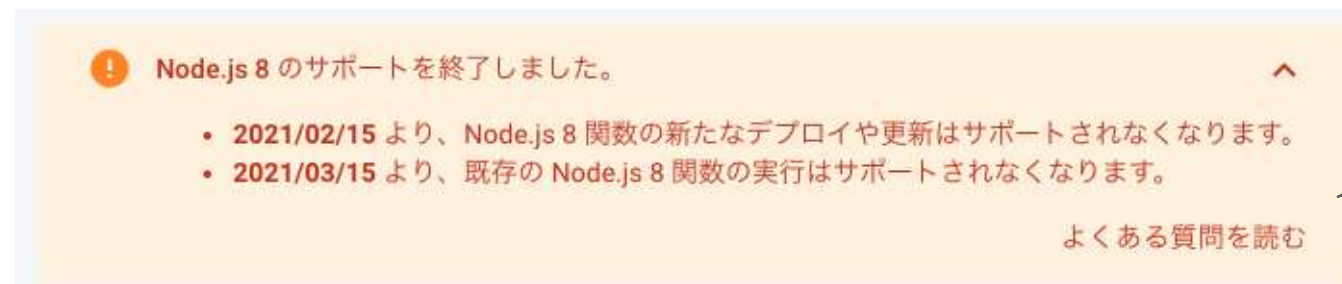 Node.js 8 のサポートを終了しました。
• 2021/02/15 より、Node.js 8 関数の新たなデプロイや更新はサポートされなくなります。
• 2021/03/15 より、既存の Node.js 8 関数の実行はサポートされなくなります。
よくある質問を読む